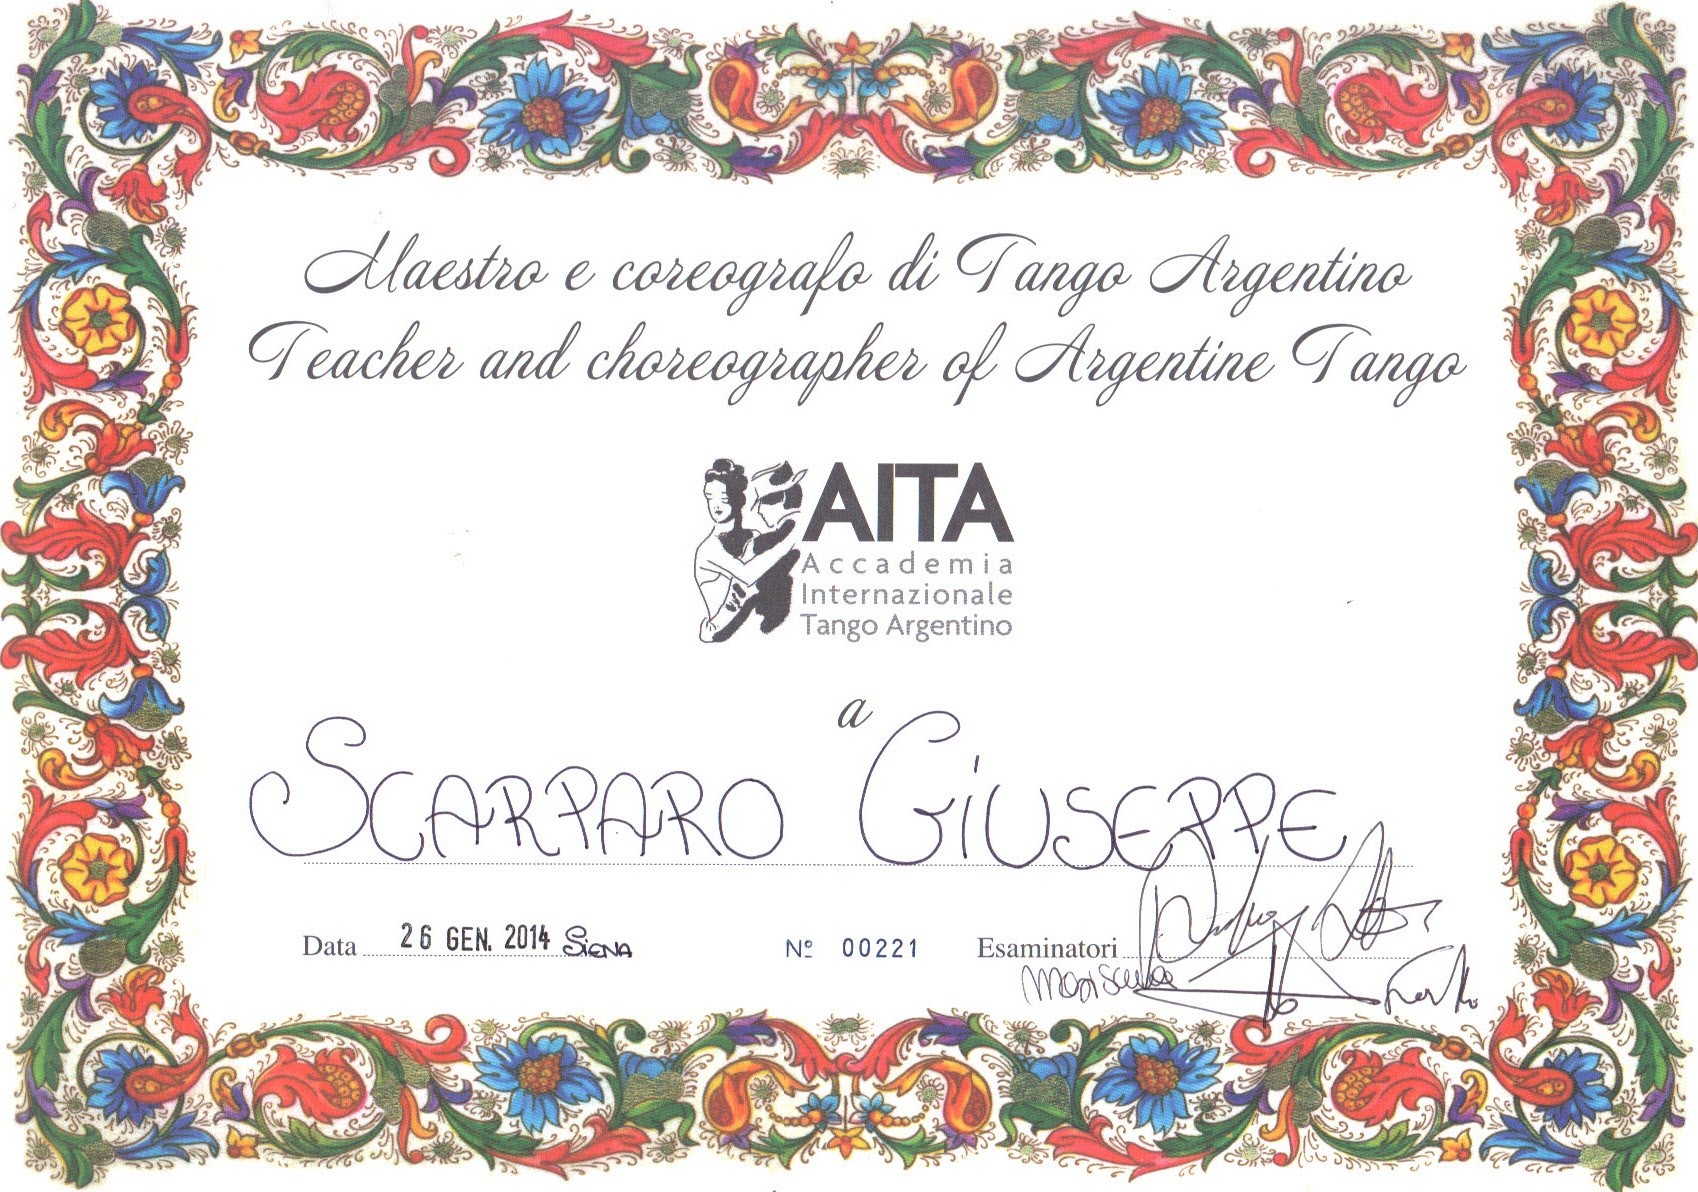 Maestro e coreografo di Tango Argentino
Teacher and choreographer of Argentine Tango
AITA
Accademia
Internazionale
Tango Argentino
a
SCARPARO GIUSEPPE
Data 26 GEN. 2014 SIENA Nº 00221 Esaminatori